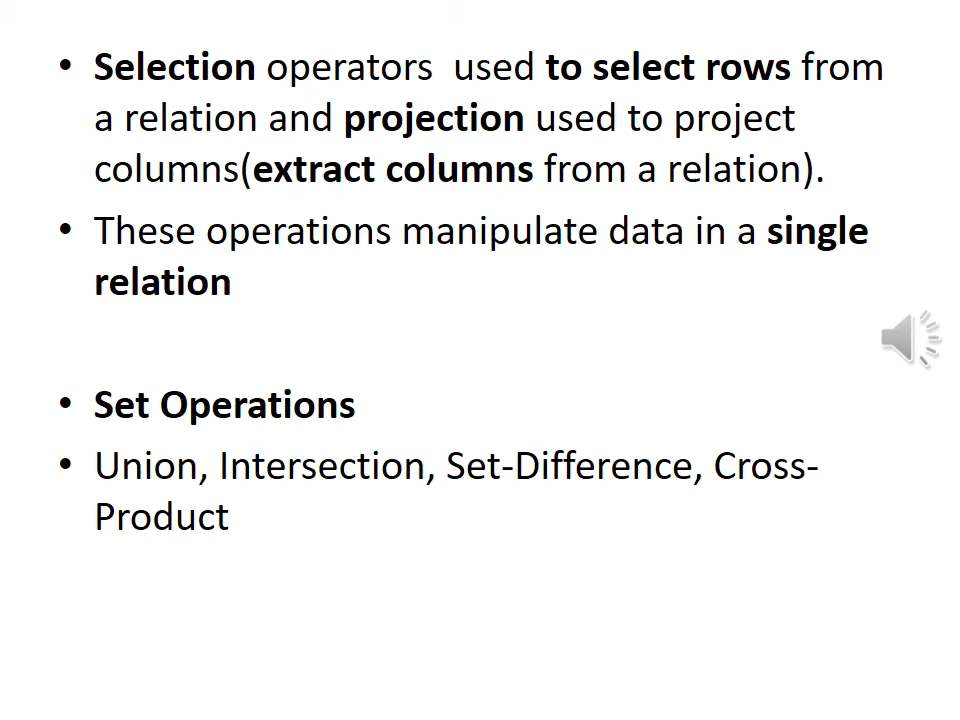 • Selection operators  used to select rows from
a relation and projection used to project
columns(extract columns from a relation).
• These operations manipulate data in a single
relation
• Set Operations
• Union, Intersection, Set-Difference, Cross-
Product